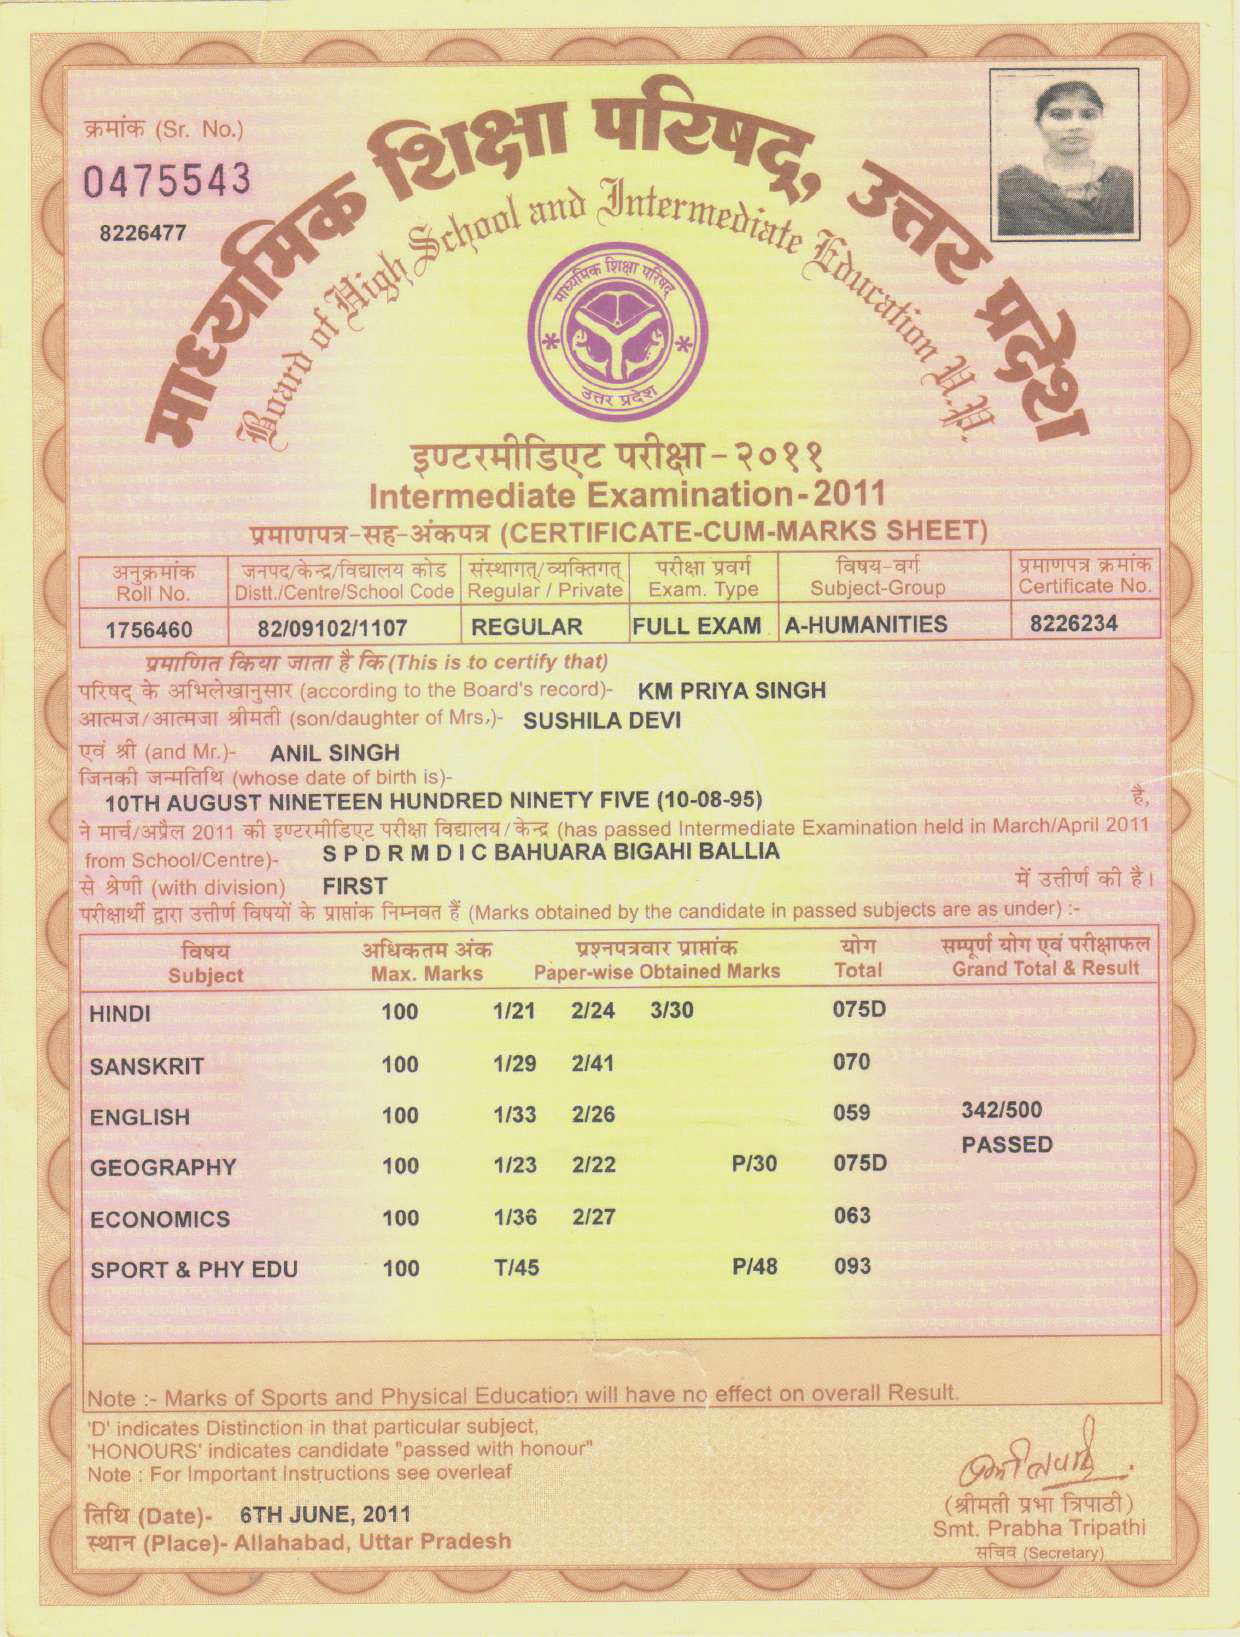 क्रमांक (Sr. No.)
0475543
8226477
माध्यमिक शिक्षा परिषद्, उत्तर प्रदेश
Board of High School and Intermediate Education U.P.
माध्यमिक शिक्षा परिषद्
उत्तर प्रदेश
इण्टरमीडिएट परीक्षा - २०११
Intermediate Examination - 2011
प्रमाणपत्र-सह-अंकपत्र (CERTIFICATE-CUM-MARKS SHEET)
अनुक्रमांक जनपद/केन्द्र/विद्यालय कोड संस्थागत/व्यक्तिगत परीक्षा प्रवर्ग विषय-वर्ग प्रमाणपत्र क्रमांक
Roll No. Distt./Centre/School Code Regular / Private Exam. Type Subject-Group Certificate No.
1756460 82/09102/1107 REGULAR FULL EXAM A-HUMANITIES 8226234
प्रमाणित किया जाता है कि (This is to certify that)
परिषद् के अभिलेखानुसार (according to the Board's record)- KM PRIYA SINGH
आत्मज/आत्मजा श्रीमती (son/daughter of Mrs.)- SUSHILA DEVI
एवं श्री (and Mr.)- ANIL SINGH
जिनकी जन्मतिथि (whose date of birth is)-
10TH AUGUST NINETEEN HUNDRED NINETY FIVE (10-08-95) है,
ने मार्च/अप्रैल 2011 की इण्टरमीडिएट परीक्षा विद्यालय/केन्द्र (has passed Intermediate Examination held in March/April 2011
from School/Centre)- S P D R M D I C BAHUARA BIGAHI BALLIA
से श्रेणी (with division) FIRST में उत्तीर्ण की है।
परीक्षार्थी द्वारा उत्तीर्ण विषयों के प्राप्तांक निम्नवत हैं (Marks obtained by the candidate in passed subjects are as under) :-
विषय अधिकतम अंक प्रश्नपत्रवार प्राप्तांक योग सम्पूर्ण योग एवं परीक्षाफल
Subject Max. Marks Paper-wise Obtained Marks Total Grand Total & Result
HINDI 100 1/21 2/24 3/30 075D
SANSKRIT 100 1/29 2/41 070
ENGLISH 100 1/33 2/26 059 342/500
PASSED
GEOGRAPHY 100 1/23 2/22 P/30 075D
ECONOMICS 100 1/36 2/27 063
SPORT & PHY EDU 100 T/45 P/48 093
Note :- Marks of Sports and Physical Education will have no effect on overall Result.
'D' indicates Distinction in that particular subject,
'HONOURS' indicates candidate "passed with honour"
Note : For Important Instructions see overleaf
तिथि (Date)- 6TH JUNE, 2011
स्थान (Place)- Allahabad, Uttar Pradesh
(श्रीमती प्रभा त्रिपाठी)
Smt. Prabha Tripathi
सचिव (Secretary)